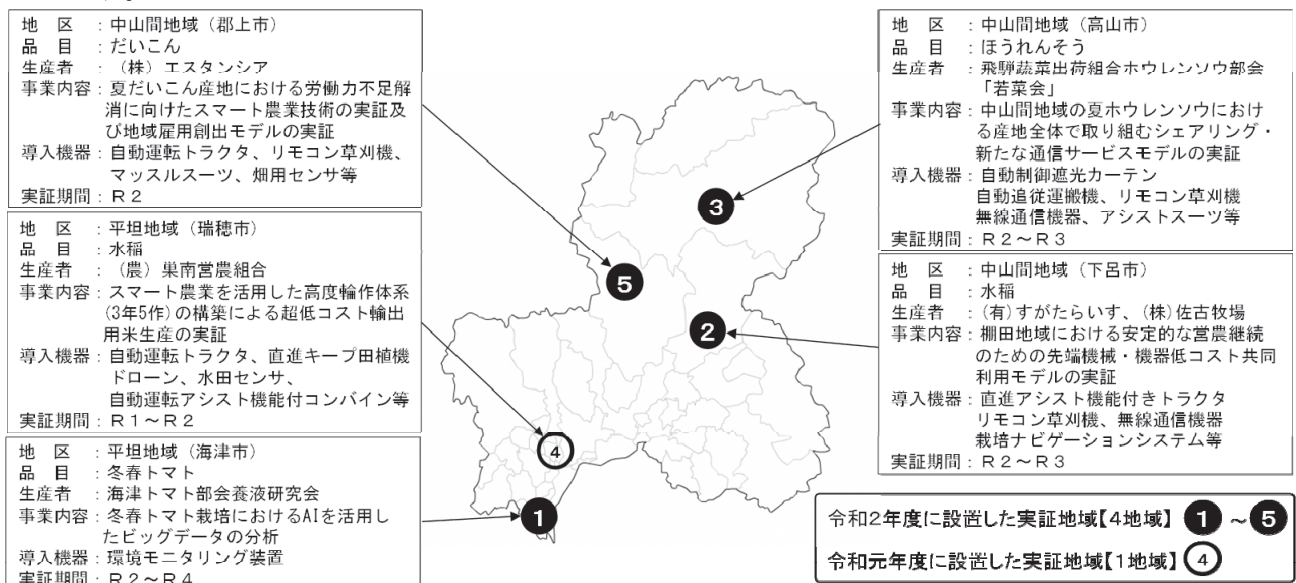 地　区　：中山間地域（郡上市）
品　目　：だいこん
生産者　：（株）エスタンシア
事業内容：夏だいこん産地における労働力不足解
消に向けたスマート農業技術の実証及
び地域雇用創出モデルの実証
導入機器：自動運転トラクタ、リモコン草刈機、
マッスルスーツ、畑用センサ等
実証期間：Ｒ２
地　区　：平坦地域（瑞穂市）
品　目　：水稲
生産者　：（農）巣南営農組合
事業内容：スマート農業を活用した高度輪作体系
(3年5作)の構築による超低コスト輸出
用米生産の実証
導入機器：自動運転トラクタ、直進キープ田植機
ドローン、水田センサ、
自動運転アシスト機能付コンバイン等
実証期間：Ｒ１～Ｒ２
地　区　：平坦地域（海津市）
品　目　：冬春トマト
生産者　：海津トマト部会養液研究会
事業内容：冬春トマト栽培におけるAIを活用し
たビッグデータの分析
導入機器：環境モニタリング装置
実証期間：Ｒ２～Ｒ４
3
5
2
4
1
地　区　：中山間地域（高山市）
品　目　：ほうれんそう
生産者　：飛騨蔬菜出荷組合ホウレンソウ部会
「若菜会」
事業内容：中山間地域の夏ホウレンソウにおけ
る産地全体で取り組むシェアリング・
新たな通信サービスモデルの実証
導入機器：自動制御遮光カーテン
自動追従運搬機、リモコン草刈機
無線通信機器、アシストスーツ等
実証期間：Ｒ２～Ｒ３
地　区　：中山間地域（下呂市）
品　目　：水稲
生産者　：(有)すがたらいす、(株)佐古牧場
事業内容：棚田地域における安定的な営農継続
のための先端機械・機器低コスト共同
利用モデルの実証
導入機器：直進アシスト機能付きトラクタ
リモコン草刈機、無線通信機器
栽培ナビゲーションシステム等
実証期間：Ｒ２～Ｒ３
令和２年度に設置した実証地域【４地域】 1 ～ 5
令和元年度に設置した実証地域【１地域】 4